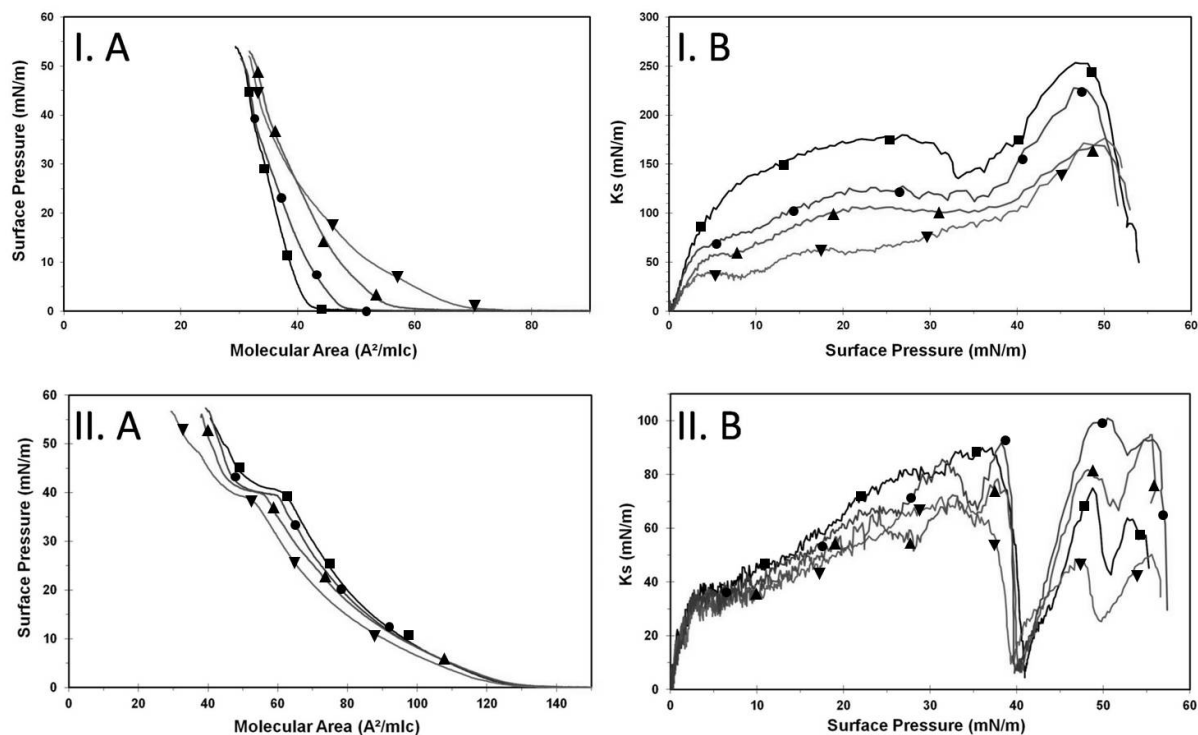 I. A
Surface Pressure (mN/m)
60
50
40
30
20
10
0
0 20 40 60 80
Molecular Area (A²/mlc)
I. B
Ks (mN/m)
300
250
200
150
100
50
0
0 10 20 30 40 50 60
Surface Pressure (mN/m)
II. A
Surface Pressure (mN/m)
60
50
40
30
20
10
0
0 20 40 60 80 100 120 140
Molecular Area (A²/mlc)
II. B
Ks (mN/m)
100
80
60
40
20
0
0 10 20 30 40 50 60
Surface Pressure (mN/m)